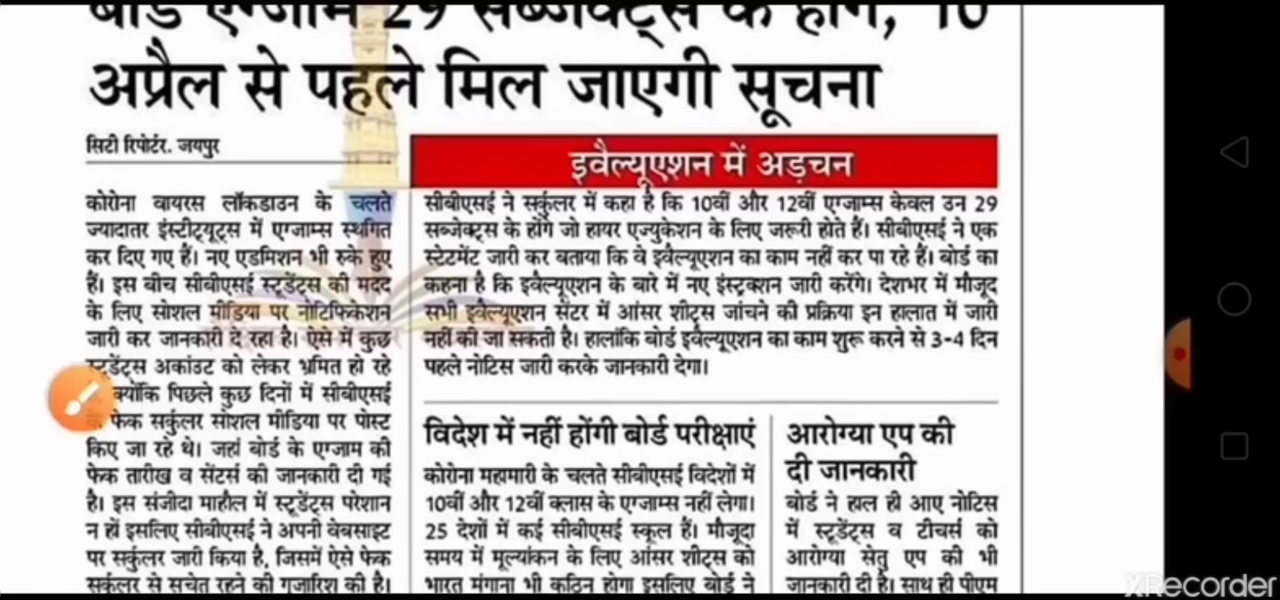 बोर्ड एग्जाम 29 सब्जेक्ट्स के होंगे, 10
अप्रैल से पहले मिल जाएगी सूचना
सिटी रिपोर्टर. जयपुर
कोरोना वायरस लॉकडाउन के चलते
ज्यादातर इंस्टीट्यूट्स में एग्जाम्स स्थगित
कर दिए गए हैं। नए एडमिशन भी रुके हुए
हैं। इस बीच सीबीएसई स्टूडेंट्स की मदद
के लिए सोशल मीडिया पर नोटिफिकेशन
जारी कर जानकारी दे रहा है। ऐसे में कुछ
स्टूडेंट्स अकांउट को लेकर भ्रमित हो रहे
क्योंकि पिछले कुछ दिनों में सीबीएसई
के फेक सर्कुलर सोशल मीडिया पर पोस्ट
किए जा रहे थे। जहां बोर्ड के एग्जाम की
फेक तारीख व सेंटर्स की जानकारी दी गई
है। इस संजीदा माहौल में स्टूडेंट्स परेशान
न हों इसलिए सीबीएसई ने अपनी वेबसाइट
पर सर्कुलर जारी किया है, जिसमें ऐसे फेक
सर्कुलर से सचेत रहने की गुजारिश की है।
इवैल्यूएशन में अड़चन
सीबीएसई ने सर्कुलर में कहा है कि 10वीं और 12वीं एग्जाम्स केवल उन 29
सब्जेक्ट्स के होंगे जो हायर एज्युकेशन के लिए जरूरी होते हैं। सीबीएसई ने एक
स्टेटमेंट जारी कर बताया कि वे इवैल्यूएशन का काम नहीं कर पा रहे हैं। बोर्ड का
कहना है कि इवैल्यूएशन के बारे में नए इंस्ट्रक्शन जारी करेंगे। देशभर में मौजूद
सभी इवैल्यूएशन सेंटर में आंसर शीट्स जांचने की प्रक्रिया इन हालात में जारी
नहीं की जा सकती है। हालांकि बोर्ड इवैल्यूएशन का काम शुरू करने से 3-4 दिन
पहले नोटिस जारी करके जानकारी देगा।
विदेश में नहीं होंगी बोर्ड परीक्षाएं
कोरोना महामारी के चलते सीबीएसई विदेशों में
10वीं और 12वीं क्लास के एग्जाम्स नहीं लेगा।
25 देशों में कई सीबीएसई स्कूल हैं। मौजूदा
समय में मूल्यांकन के लिए आंसर शीट्स को
भारत मंगाना भी कठिन होगा इसलिए बोर्ड ने
आरोग्या एप की
दी जानकारी
बोर्ड ने हाल ही आए नोटिस
में स्टूडेंट्स व टीचर्स को
आरोग्या सेतु एप की भी
जानकारी दी है। साथ ही पीएम
XRecorder